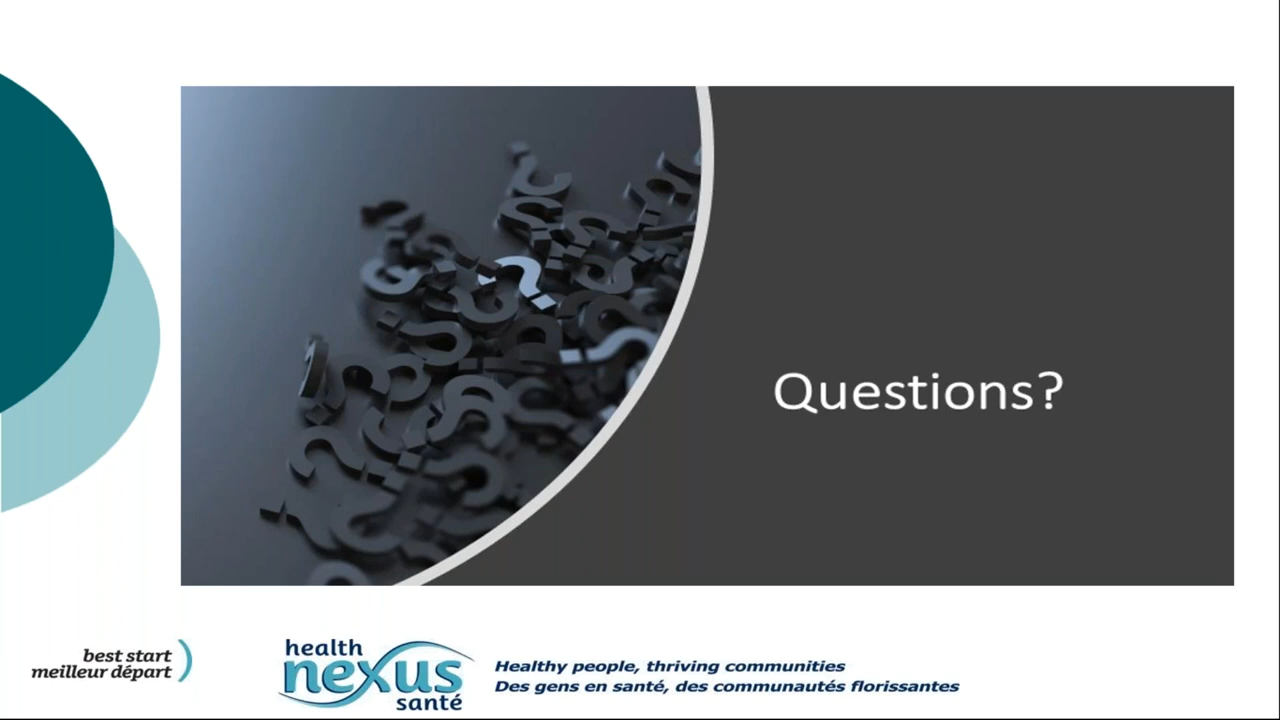 Questions?
best start
meilleur départ
health
nexus
santé
Healthy people, thriving communities
Des gens en santé, des communautés florissantes